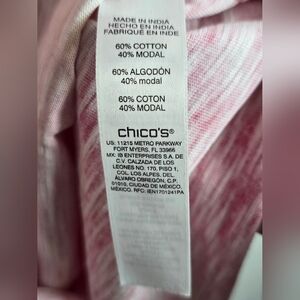 MADE IN INDIA
HECHO EN INDIA
FABRIQUÉ EN INDE
60% COTTON
40% MODAL
60% ALGODÓN
40% MODAL
60% COTON
40% MODAL
chico's®
US: 11215 METRO PARKWAY
FORT MYERS, FL 33966
MX: IB ENTERPRISES S.A. DE
C.V. CALZADA DE LOS
LEONES NO. 170, PISO 1,
COL. LOS ALPES, DEL.
ÁLVARO OBREGÓN, C.P.
01010, CIUDAD DE MÉXICO,
MÉXICO. RFC: IEN1701241PA